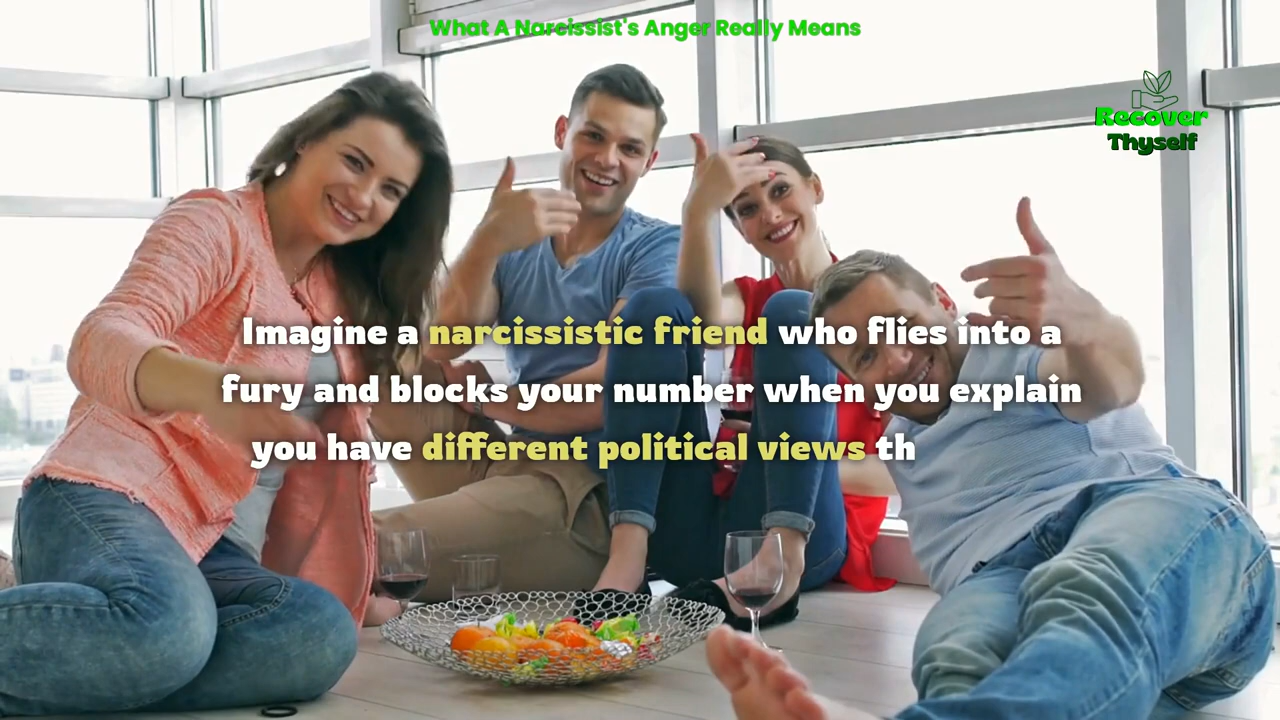 What A Narcissist's Anger Really Means
Recover
Thyself
Imagine a narcissistic friend who flies into a
fury and blocks your number when you explain
you have different political views th